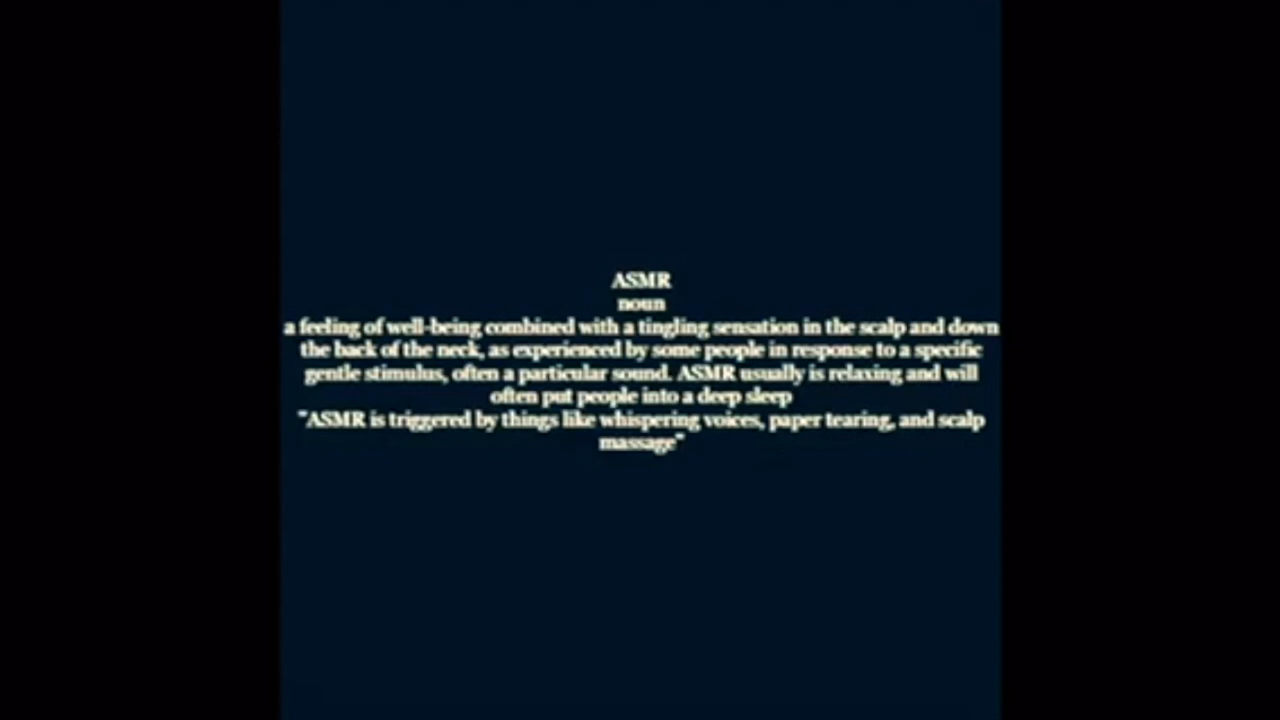 ASMR
noun
a feeling of well-being combined with a tingling sensation in the scalp and down
the back of the neck, as experienced by some people in response to a specific
gentle stimulus, often a particular sound. ASMR usually is relaxing and will
often put people into a deep sleep
"ASMR is triggered by things like whispering voices, paper tearing, and scalp
massage"